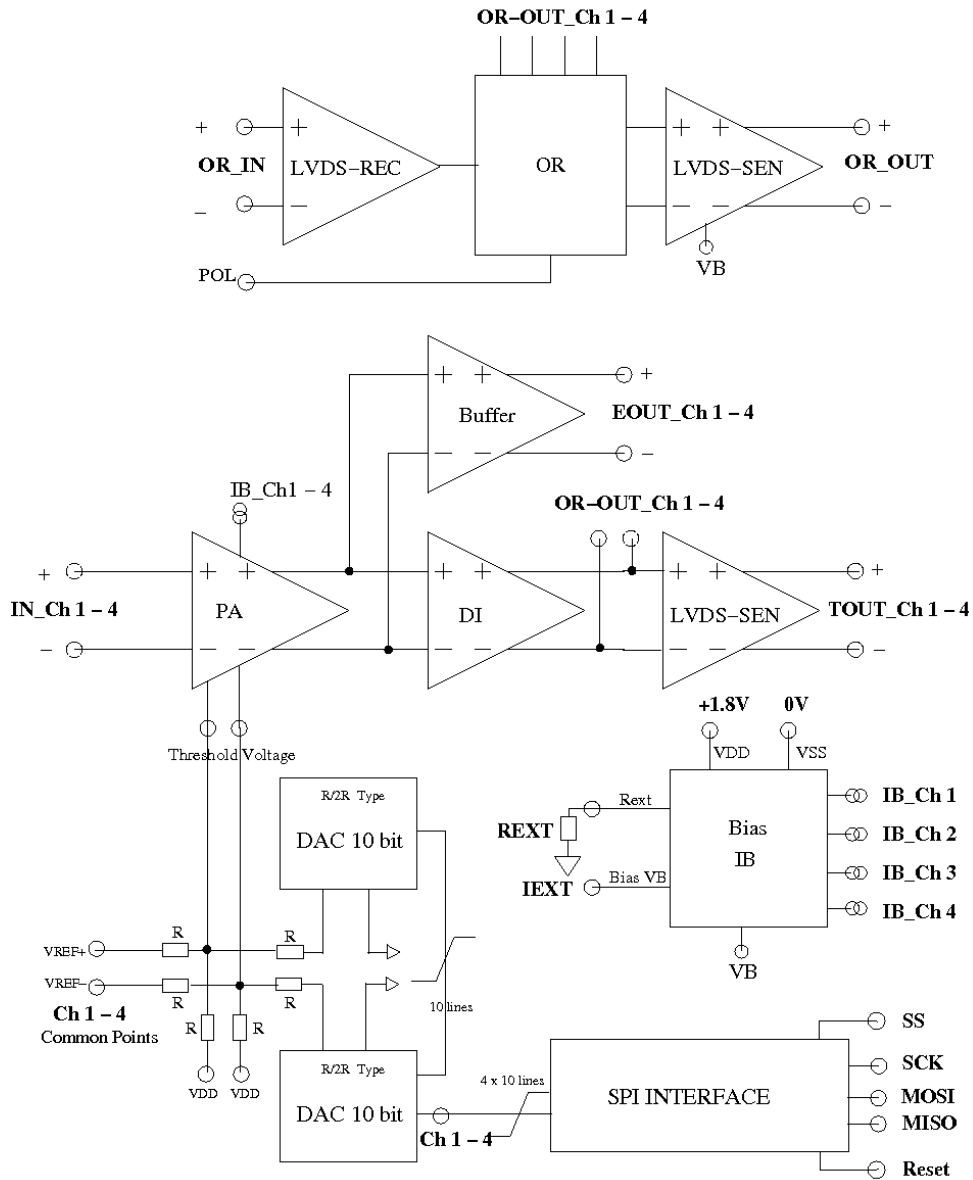 OR–OUT_Ch 1 – 4
+
+
+
+
+
OR_IN
LVDS–REC
OR
LVDS–SEN
OR_OUT
–
–
–
–
–
POL
VB
+
+
+
Buffer
EOUT_Ch 1 – 4
–
–
–
IB_Ch1 – 4
OR–OUT_Ch 1 – 4
+
+
+
+
+
+
+
+
IN_Ch 1 – 4
PA
DI
LVDS–SEN
TOUT_Ch 1 – 4
–
–
–
–
–
–
–
–
+1.8V
0V
Threshold Voltage
VDD
VSS
R/2R Type
DAC 10 bit
REXT
Rext
Bias
IB
IB_Ch 1
IB_Ch 2
IB_Ch 3
IB_Ch 4
IEXT
Bias VB
VB
R
R
VREF+
VREF–
R
R
10 lines
Ch 1 – 4
Common Points
R
R
VDD
VDD
R/2R Type
DAC 10 bit
4 x 10 lines
Ch 1 – 4
SPI INTERFACE
SS
SCK
MOSI
MISO
Reset